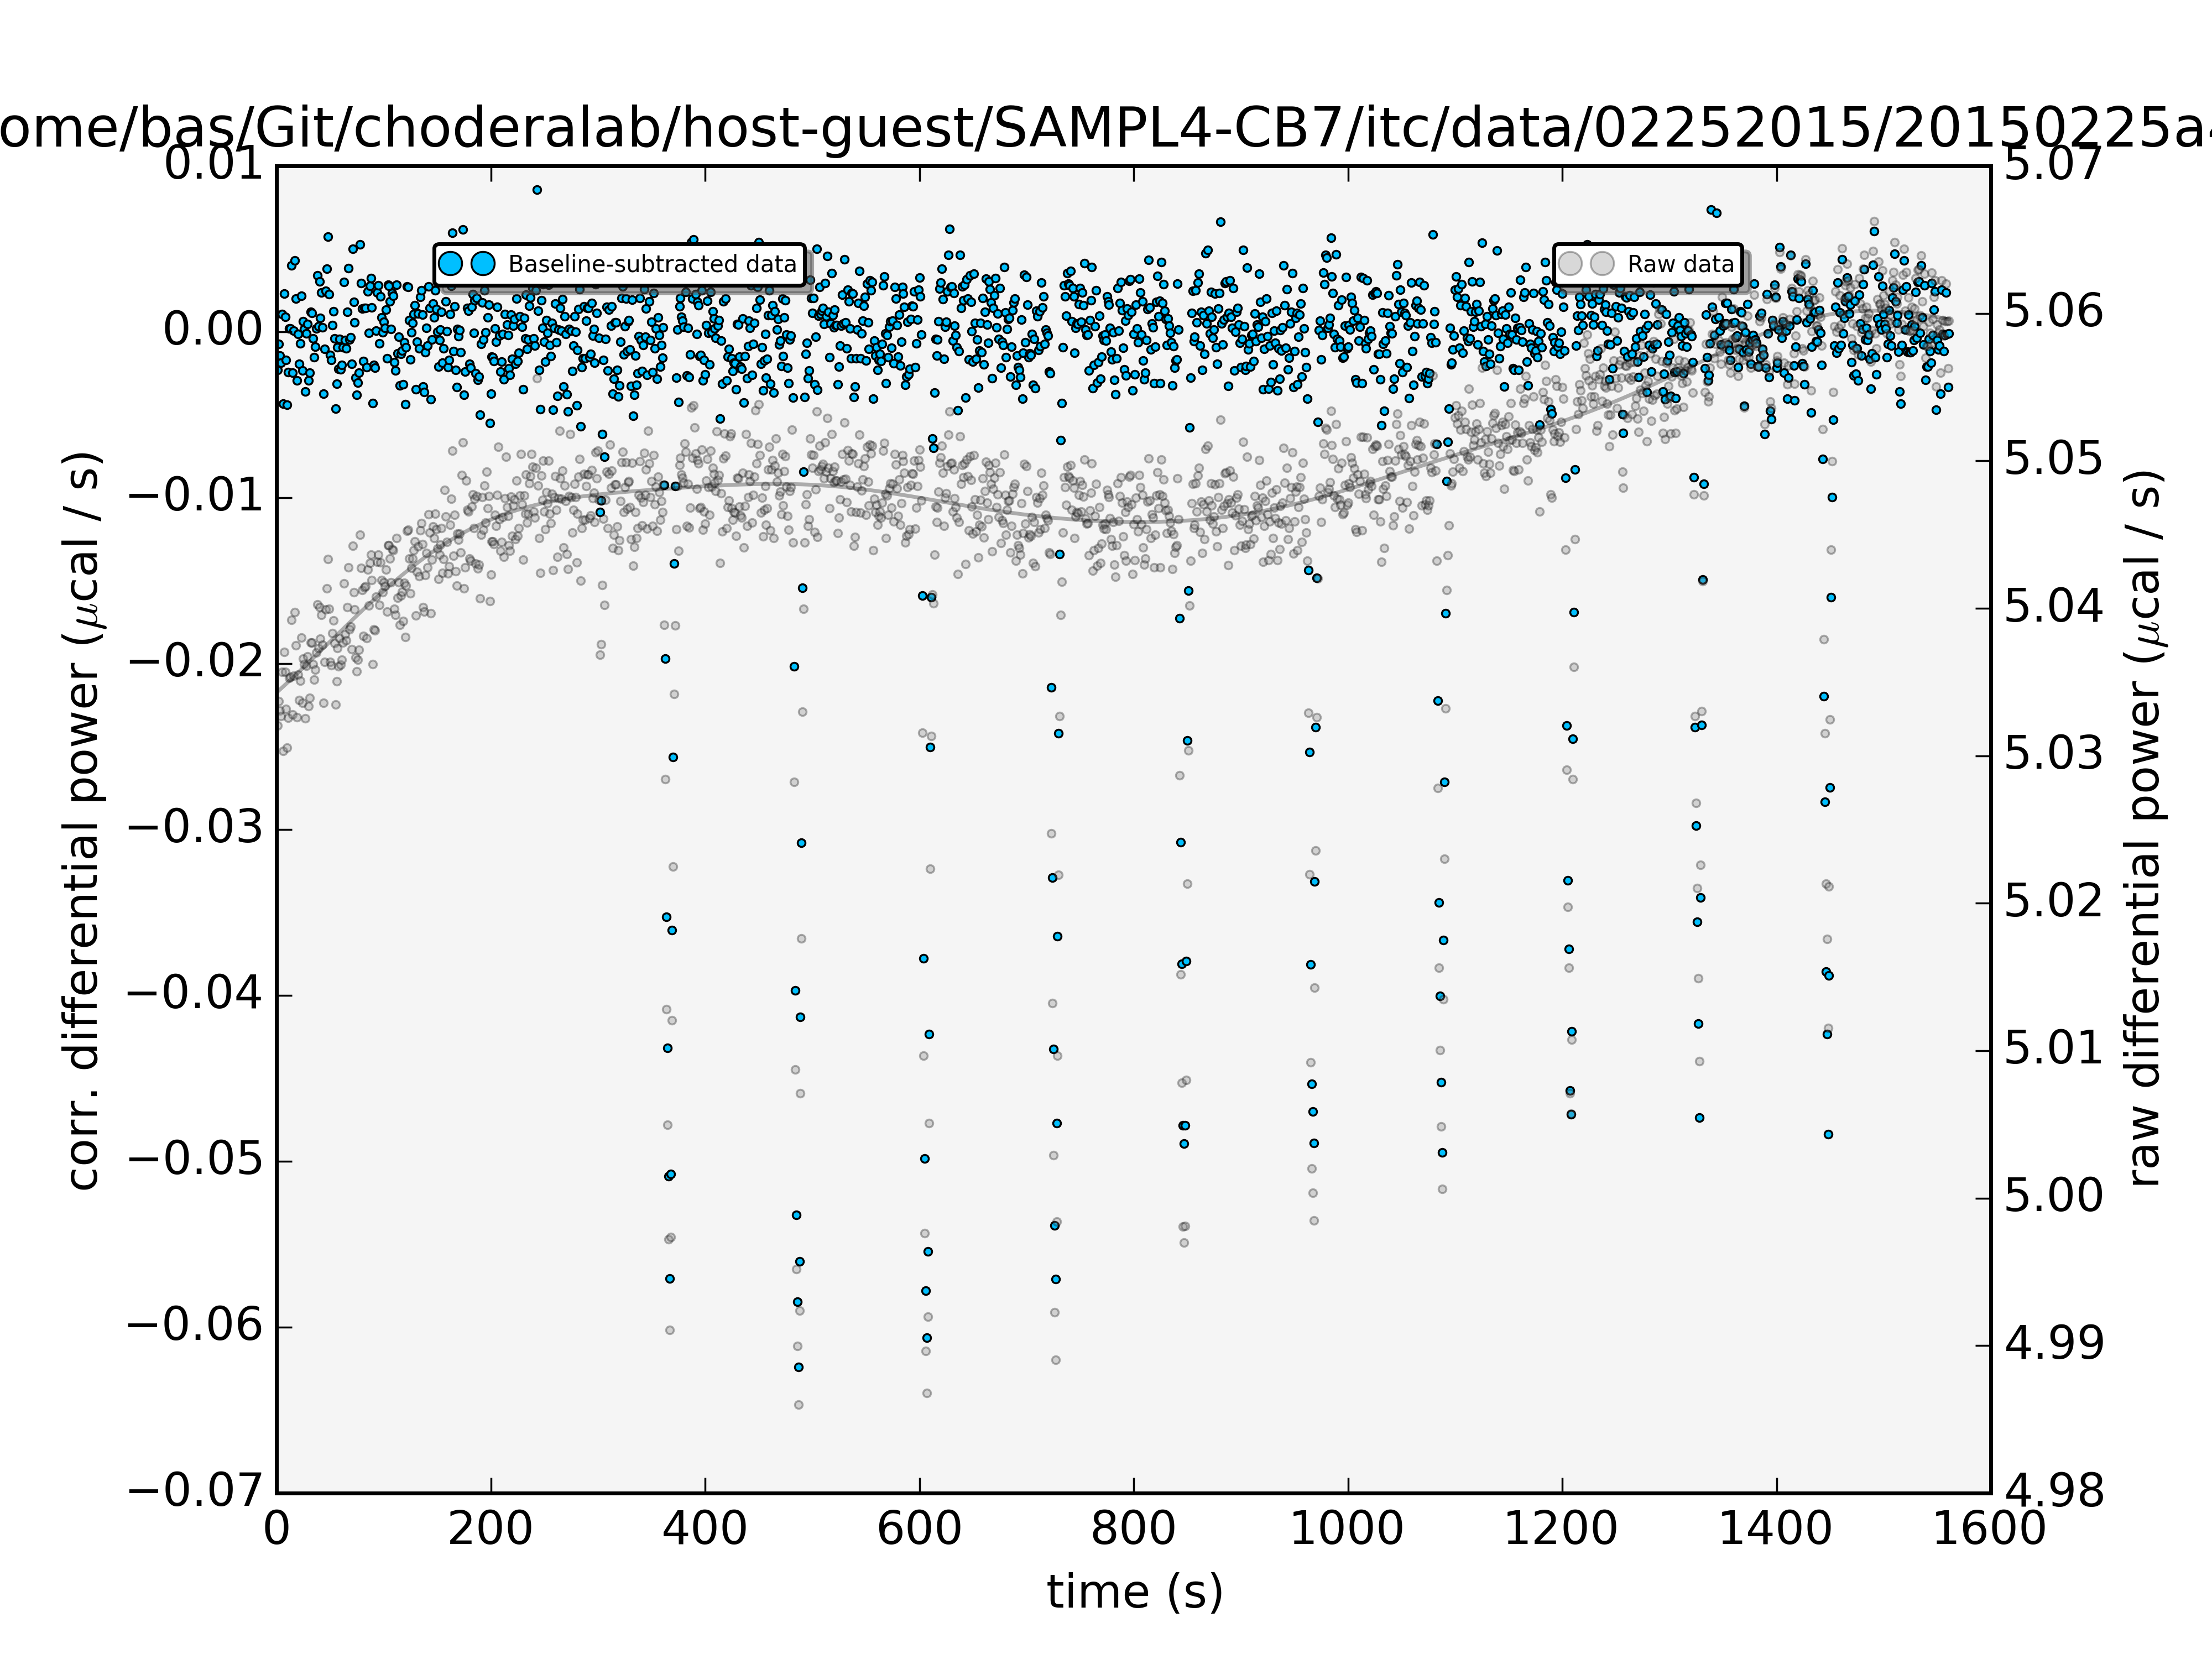 ome/bas/Git/choderalab/host-guest/SAMPL4-CB7/itc/data/02252015/20150225a
0.01
0.00
−0.01
−0.02
−0.03
−0.04
−0.05
−0.06
−0.07
corr. differential power (μcal / s)
Baseline-subtracted data
Raw data
5.07
5.06
5.05
5.04
5.03
5.02
5.01
5.00
4.99
4.98
raw differential power (μcal / s)
0 200 400 600 800 1000 1200 1400 1600
time (s)